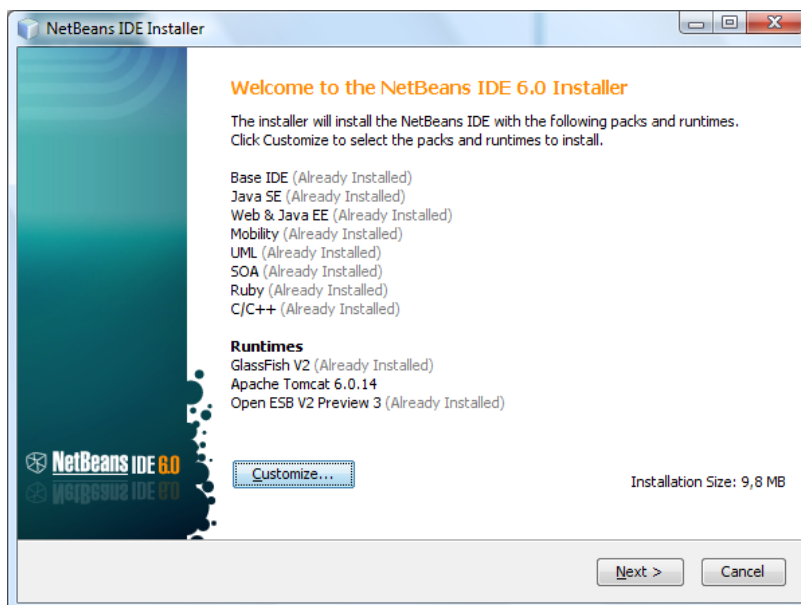 NetBeans IDE Installer
Welcome to the NetBeans IDE 6.0 Installer
The installer will install the NetBeans IDE with the following packs and runtimes.
Click Customize to select the packs and runtimes to install.
Base IDE (Already Installed)
Java SE (Already Installed)
Web & Java EE (Already Installed)
Mobility (Already Installed)
UML (Already Installed)
SOA (Already Installed)
Ruby (Already Installed)
C/C++ (Already Installed)
Runtimes
GlassFish V2 (Already Installed)
Apache Tomcat 6.0.14
Open ESB V2 Preview 3 (Already Installed)
NetBeans IDE 6.0
Customize...
Installation Size: 9,8 MB
Next >
Cancel